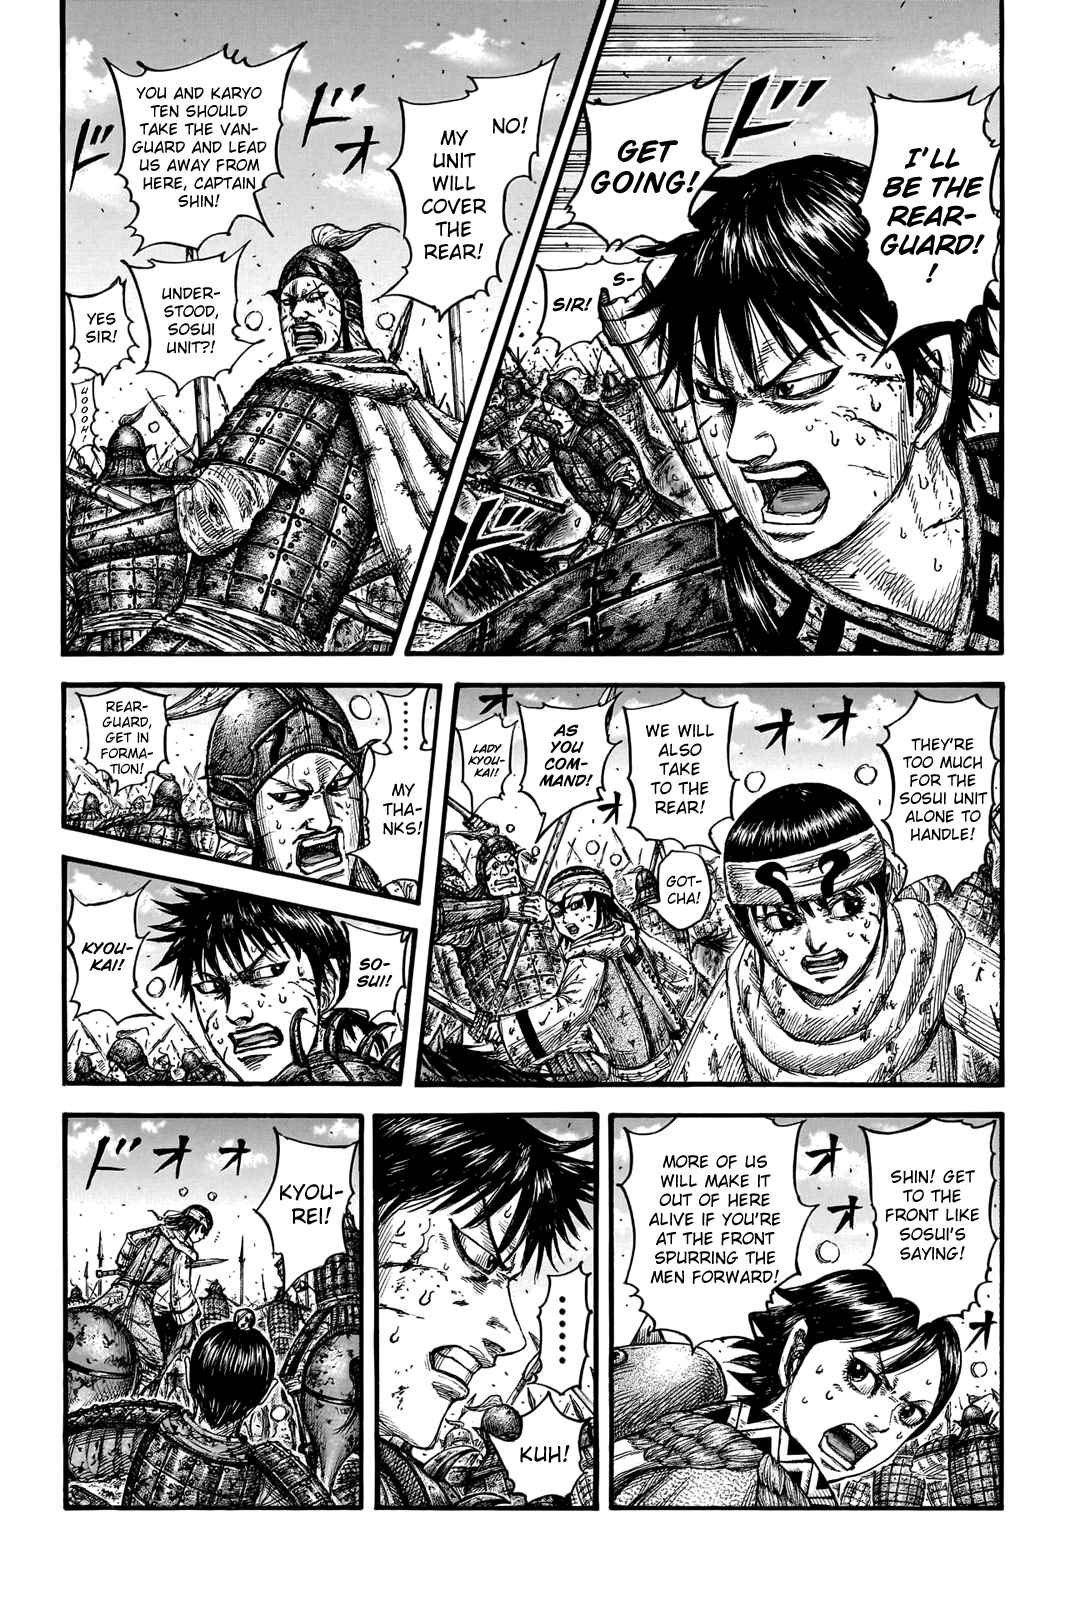 I'LL
BE THE
REAR-
GUARD!
!
GET
GOING!
S-
SIR!
ド
ド
NO!
MY
UNIT
WILL
COVER
THE
REAR!
YOU AND KARYO
TEN SHOULD
TAKE THE VAN-
GUARD AND LEAD
US AWAY FROM
HERE, CAPTAIN
SHIN!
UNDER-
STOOD,
SOSUI
UNIT?!
YES
SIR!
ド
オ
ド
THEY'RE
TOO MUCH
FOR THE
SOSUI UNIT
ALONE TO
HANDLE!
WE WILL
ALSO
TAKE
TO THE
REAR!
GOT-
CHA!
AS
YOU
COM-
MAND!
LADY
KYOU-
KAI!
オ
オ
オ
......
MY
THA-
NKS!
REAR-
GUARD,
GET IN
FORMA-
TION!
SO-
SUI!
KYOU-
KAI!
SHIN! GET
TO THE
FRONT LIKE
SOSUI'S
SAYING!
MORE OF US
WILL MAKE IT
OUT OF HERE
ALIVE IF YOU'RE
AT THE FRONT
SPURRING THE
MEN FORWARD!
オ
オ
オ
......
KUH!
KYOU-
REI!
ド
オ
オ